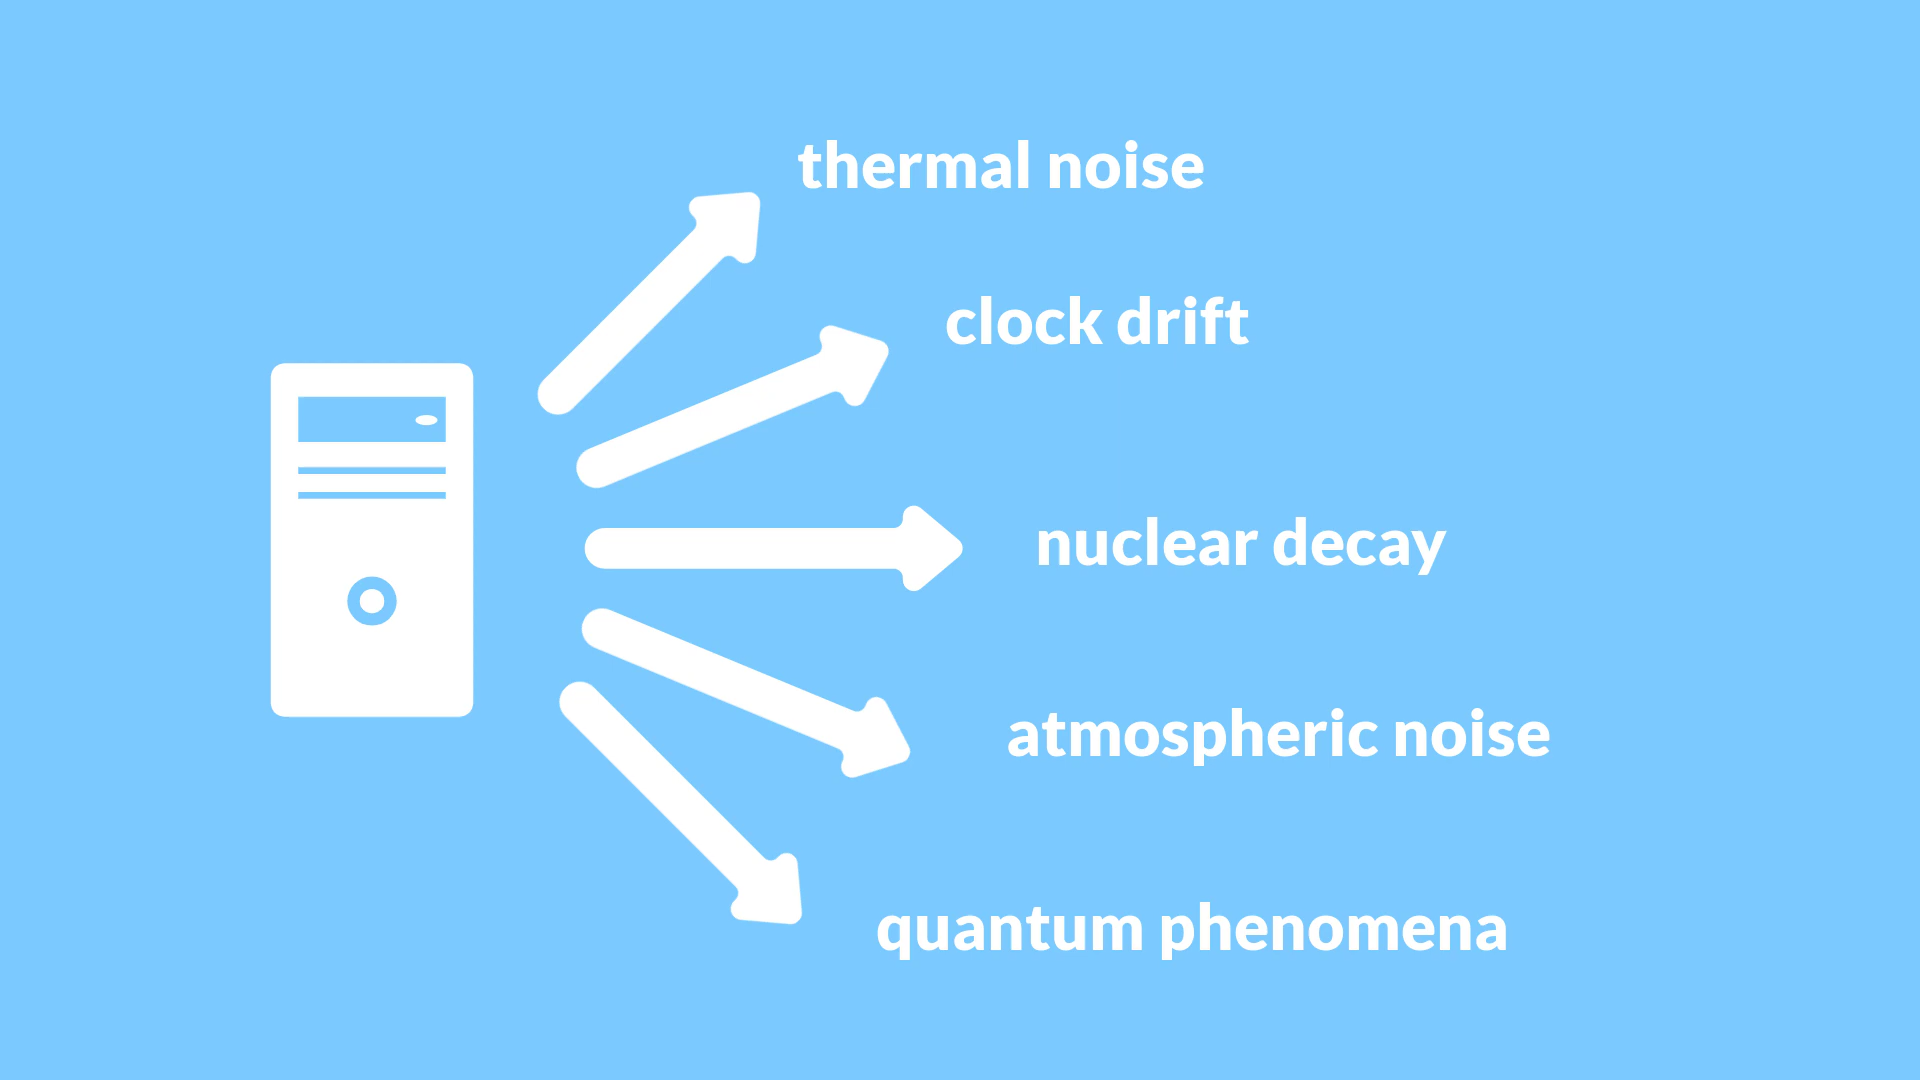 thermal noise
clock drift
nuclear decay
atmospheric noise
quantum phenomena